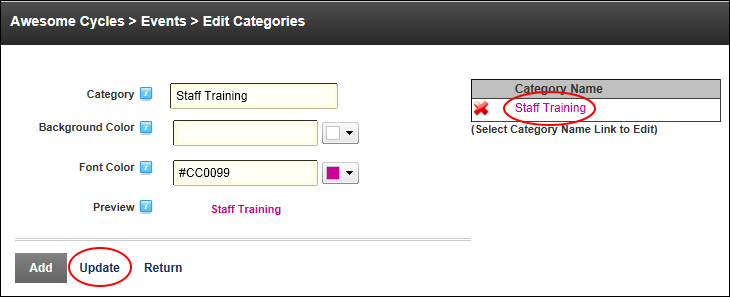 Awesome Cycles > Events > Edit Categories
Category
Staff Training
Background Color
Font Color
#CC0099
Preview
Staff Training
Add
Update
Return
Category Name
Staff Training
(Select Category Name Link to Edit)